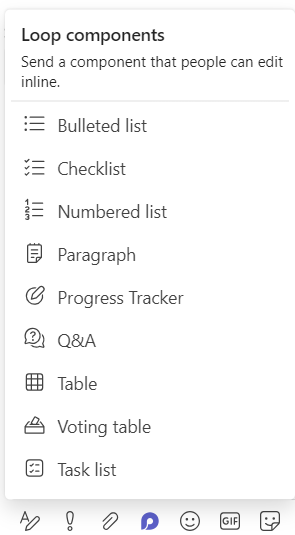 Loop components
Send a component that people can edit
inline.
Bulleted list
Checklist
Numbered list
Paragraph
Progress Tracker
Q&A
Table
Voting table
Task list
GIF